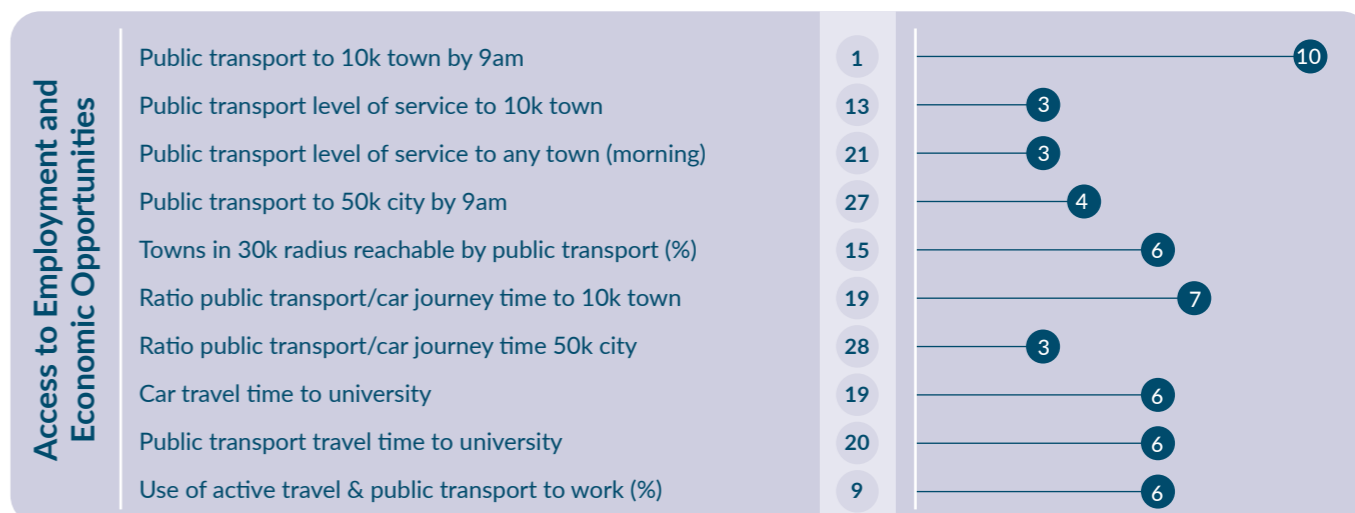 Access to Employment and
Economic Opportunities
Public transport to 10k town by 9am 1 10
Public transport level of service to 10k town 13 3
Public transport level of service to any town (morning) 21 3
Public transport to 50k city by 9am 27 4
Towns in 30k radius reachable by public transport (%) 15 6
Ratio public transport/car journey time to 10k town 19 7
Ratio public transport/car journey time 50k city 28 3
Car travel time to university 19 6
Public transport travel time to university 20 6
Use of active travel & public transport to work (%) 9 6